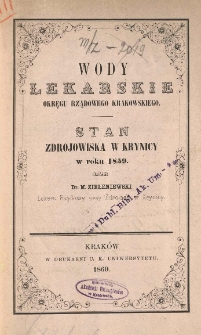 WODY
LEKARSKIE
OKRĘGU RZĄDOWEGO KRAKOWSKIEGO.
STAN
ZDROJOWISKA W KRYNICY
w roku 1859.
Dr. M. ZIELENIEWSKI
KRAKÓW
W DRUKARNI C. K. UNIWERSYTETU.
1860.